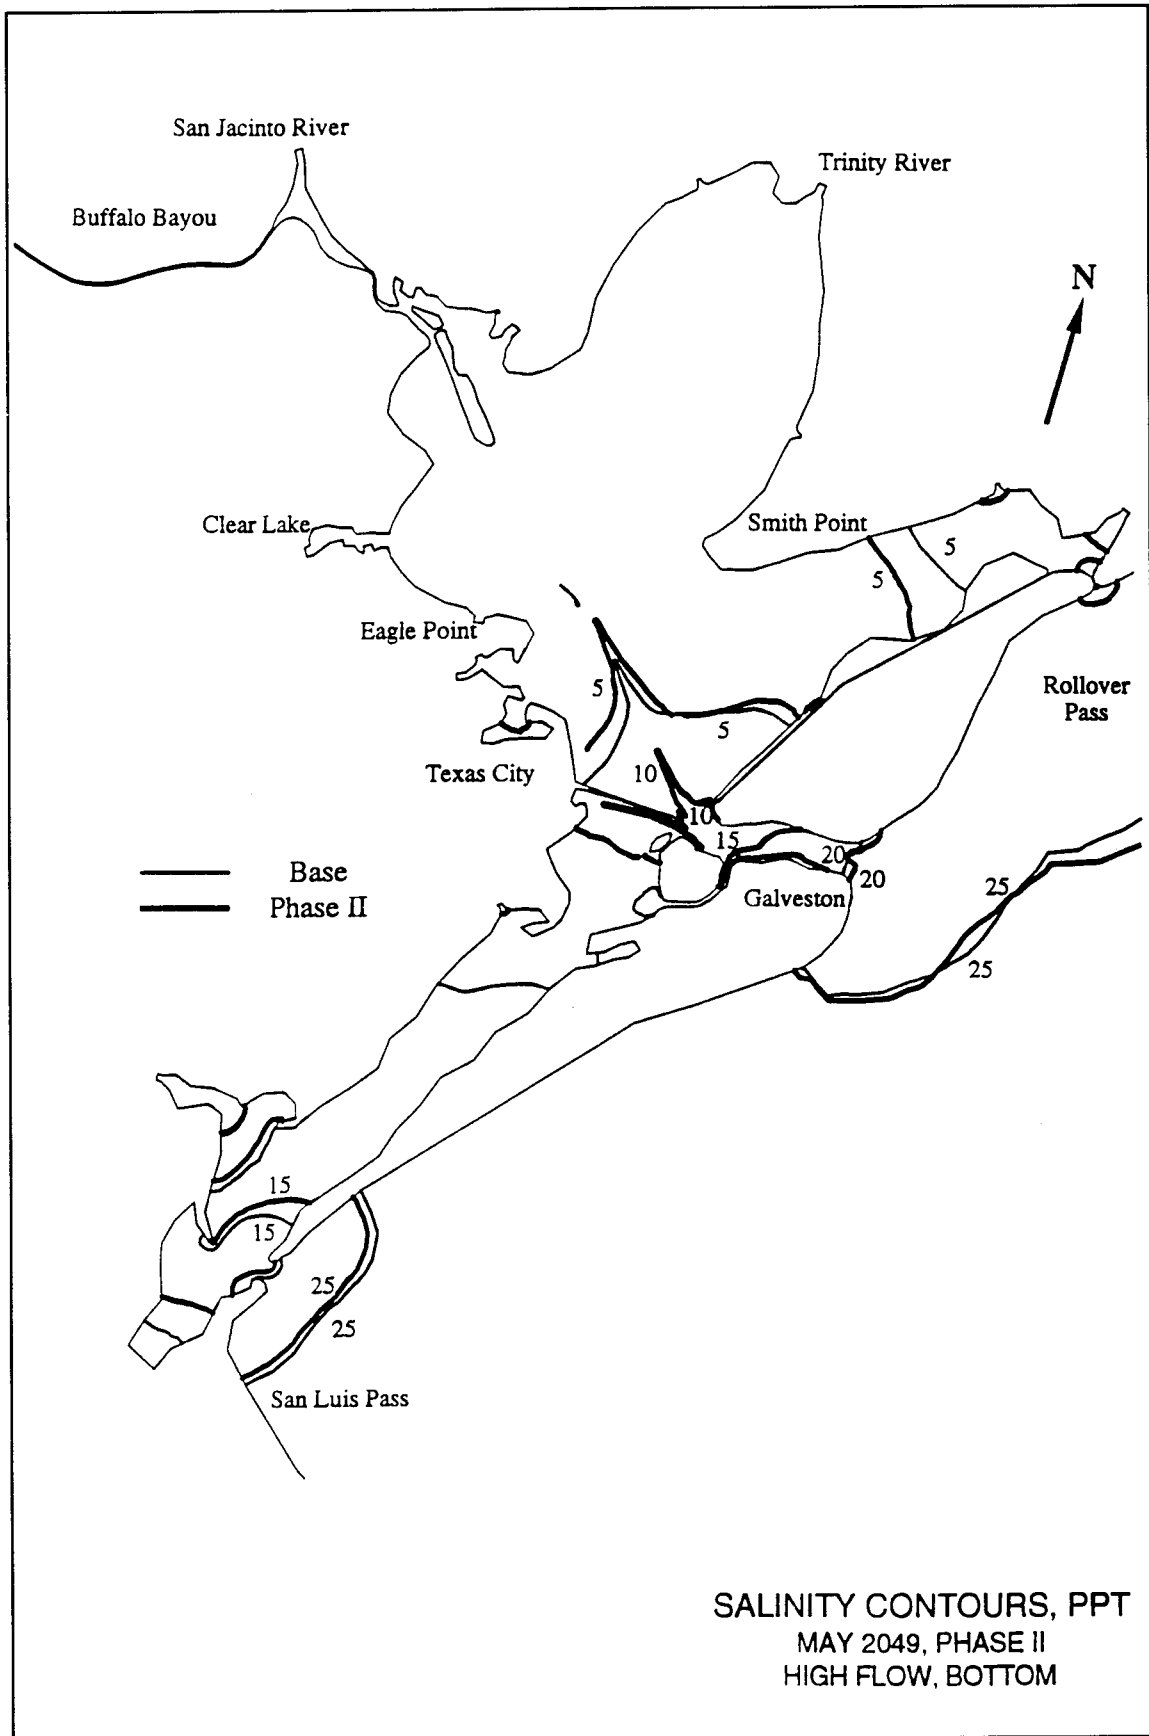 San Jacinto River
Trinity River
Buffalo Bayou
N
Clear Lake
Smith Point
5
5
Eagle Point
5
Rollover
Pass
5
Texas City
10
10
15
20
Base
20
25
Phase II
Galveston
25
15
15
25
25
San Luis Pass
SALINITY CONTOURS, PPT
MAY 2049, PHASE II
HIGH FLOW, BOTTOM